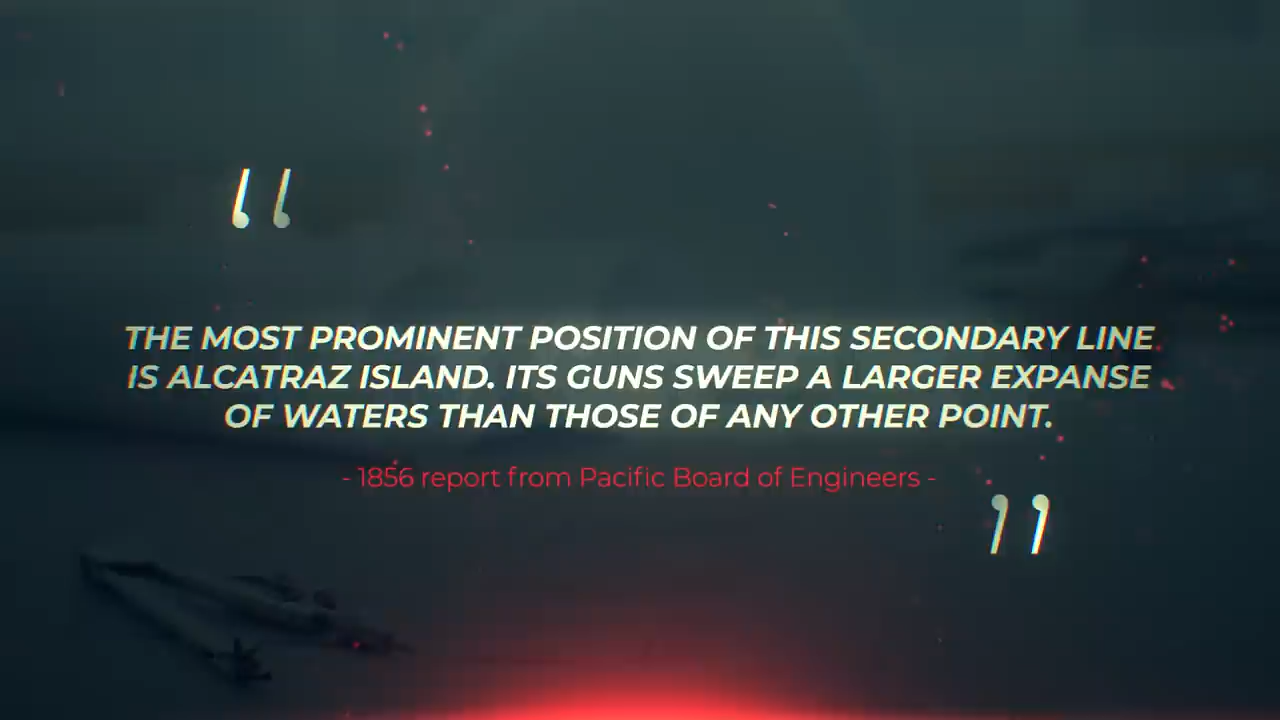 “
THE MOST PROMINENT POSITION OF THIS SECONDARY LINE
IS ALCATRAZ ISLAND. ITS GUNS SWEEP A LARGER EXPANSE
OF WATERS THAN THOSE OF ANY OTHER POINT.
- 1856 report from Pacific Board of Engineers -
”